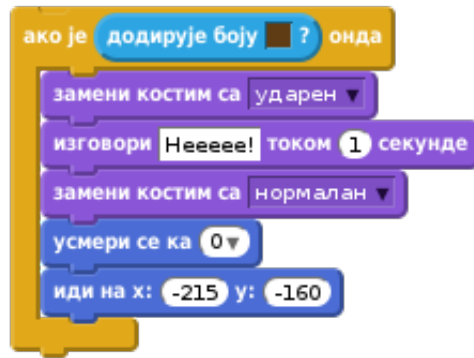 ако је додирује боју ? онда
замени костим са ударен
изговори Нееeee! током 1 секунде
замени костим са нормалан
усмери се ка 0
иди на x: -215 y: -160